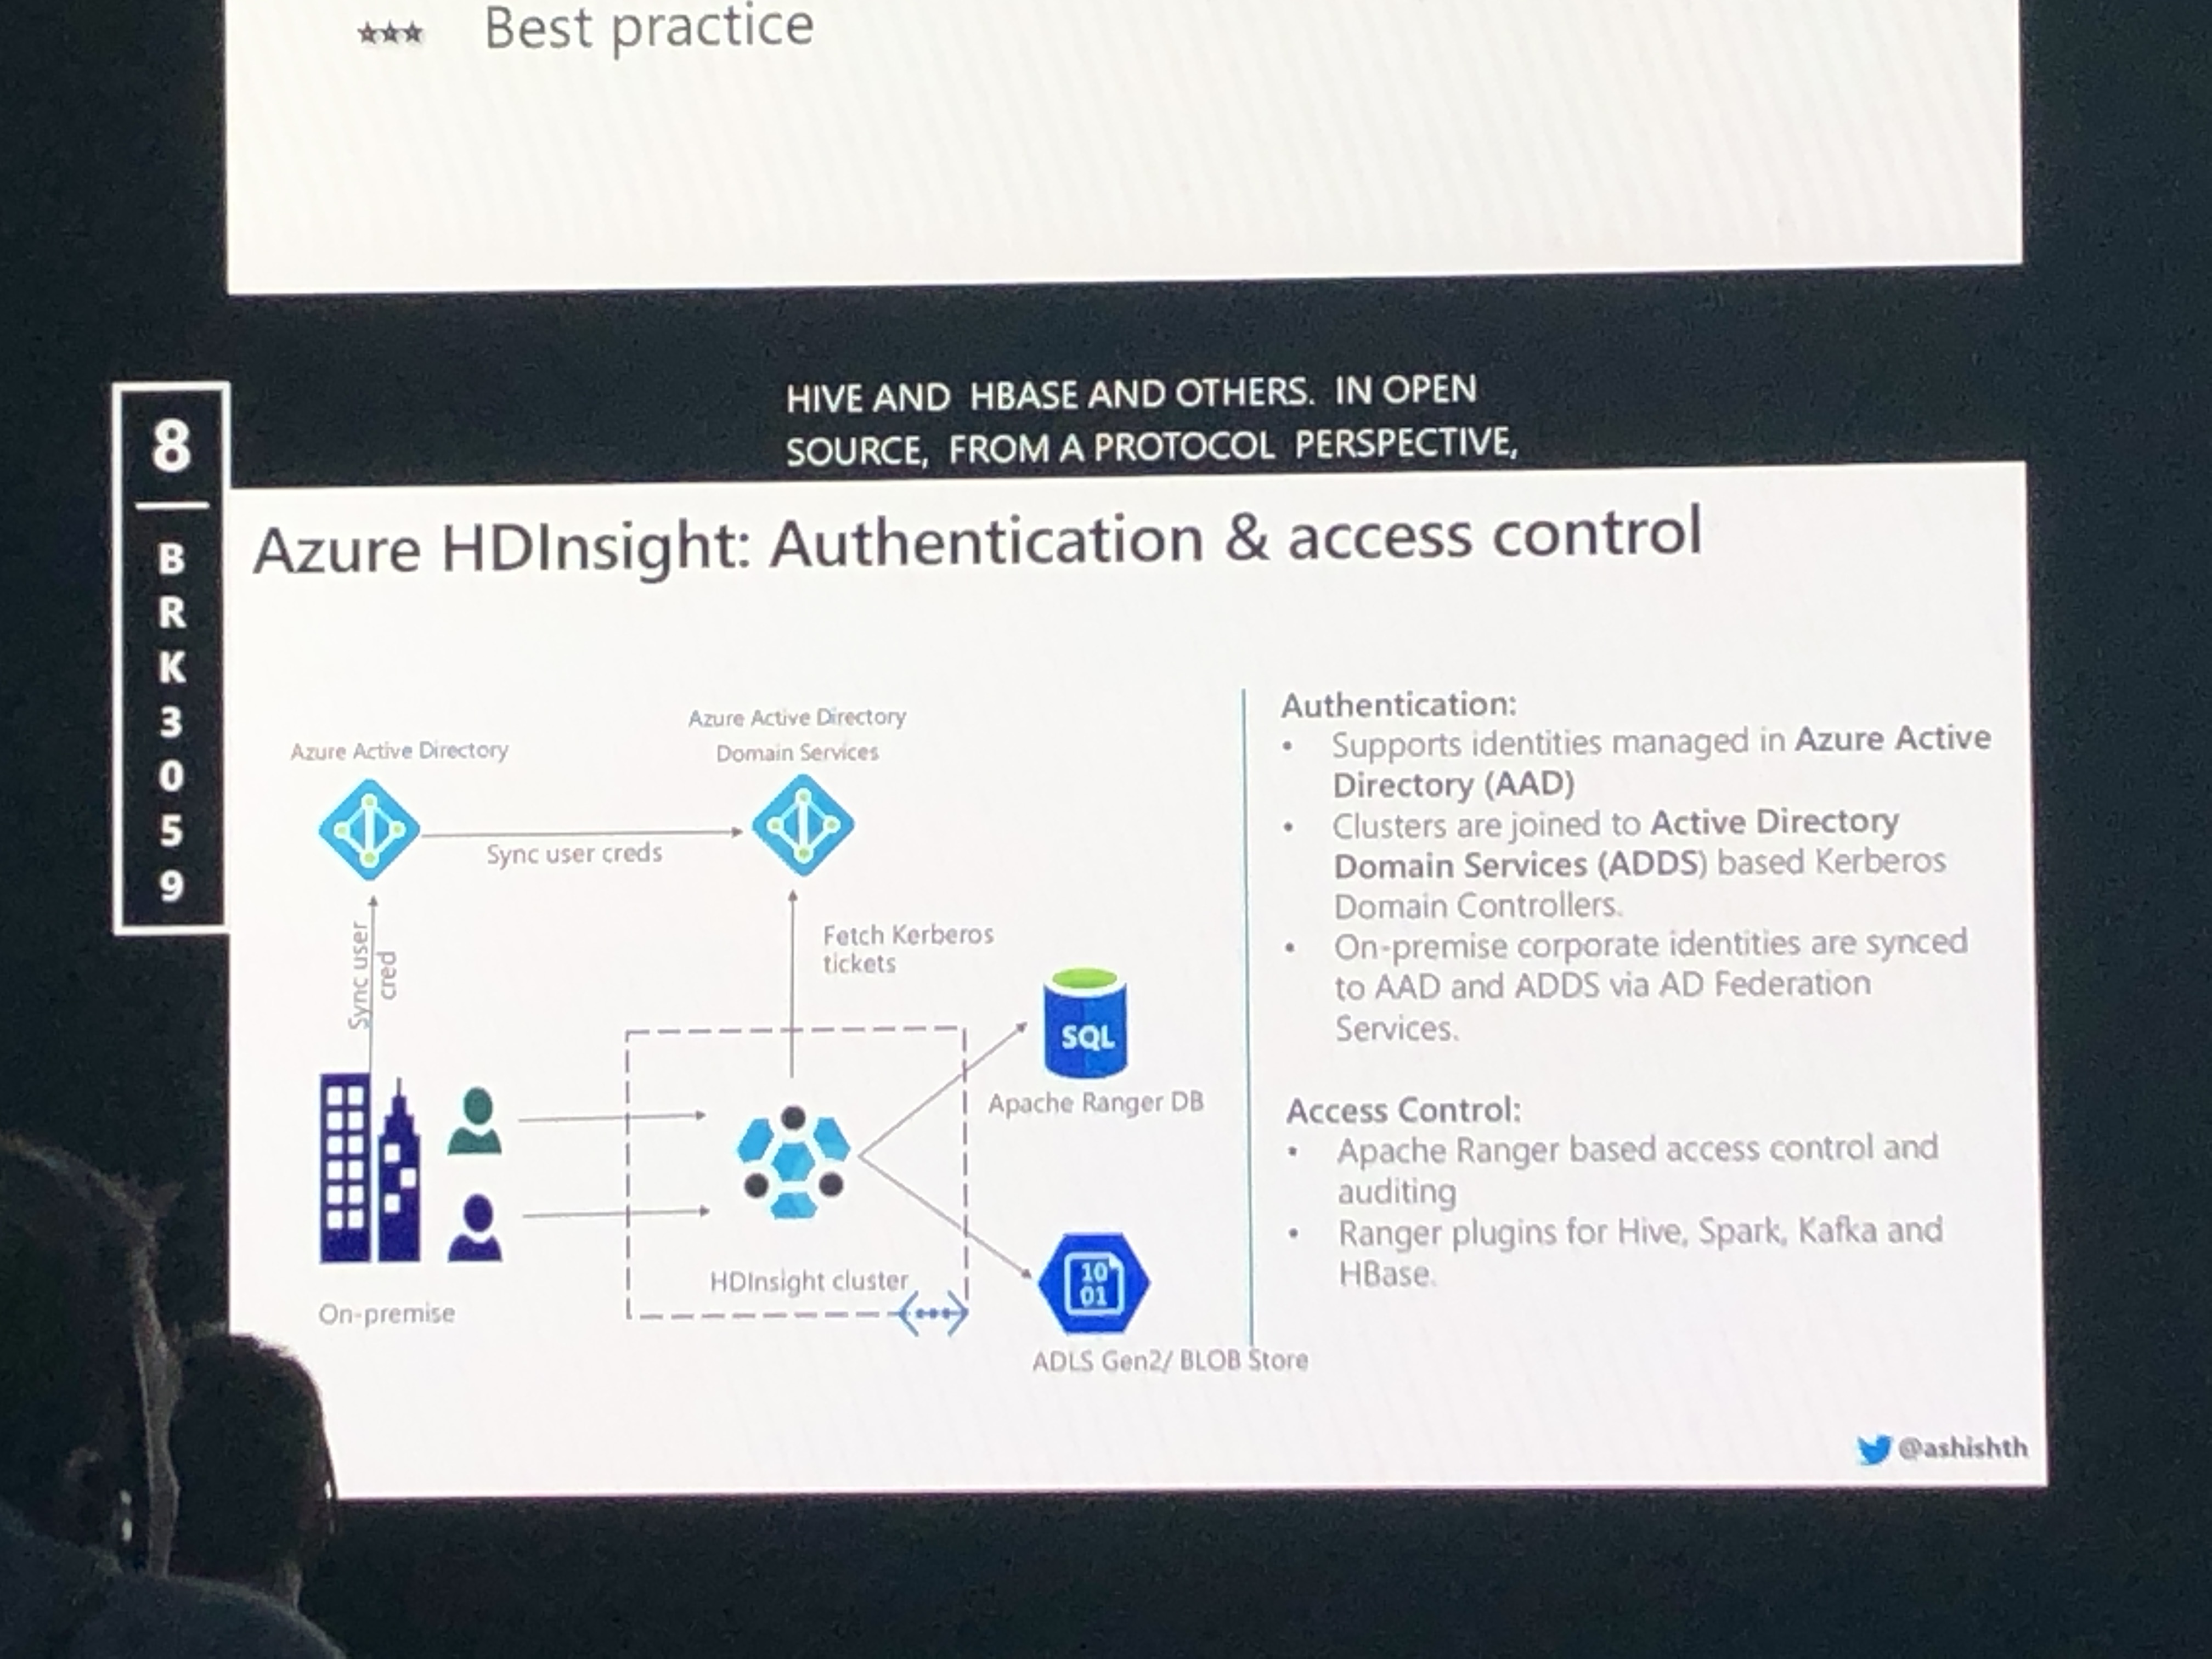 *** Best practice
HIVE AND HBASE AND OTHERS. IN OPEN
SOURCE, FROM A PROTOCOL PERSPECTIVE,
8
BRK3059
Azure HDInsight: Authentication & access control
Azure Active Directory
Azure Active Directory
Domain Services
Sync user creds
Sync user
cred
Fetch Kerberos
tickets
SQL
Apache Ranger DB
HDInsight cluster
On-premise
10
01
ADLS Gen2/ BLOB Store
Authentication:
• Supports identities managed in Azure Active
Directory (AAD)
• Clusters are joined to Active Directory
Domain Services (ADDS) based Kerberos
Domain Controllers.
• On-premise corporate identities are synced
to AAD and ADDS via AD Federation
Services.
Access Control:
• Apache Ranger based access control and
auditing
• Ranger plugins for Hive, Spark, Kafka and
HBase.
@ashishth